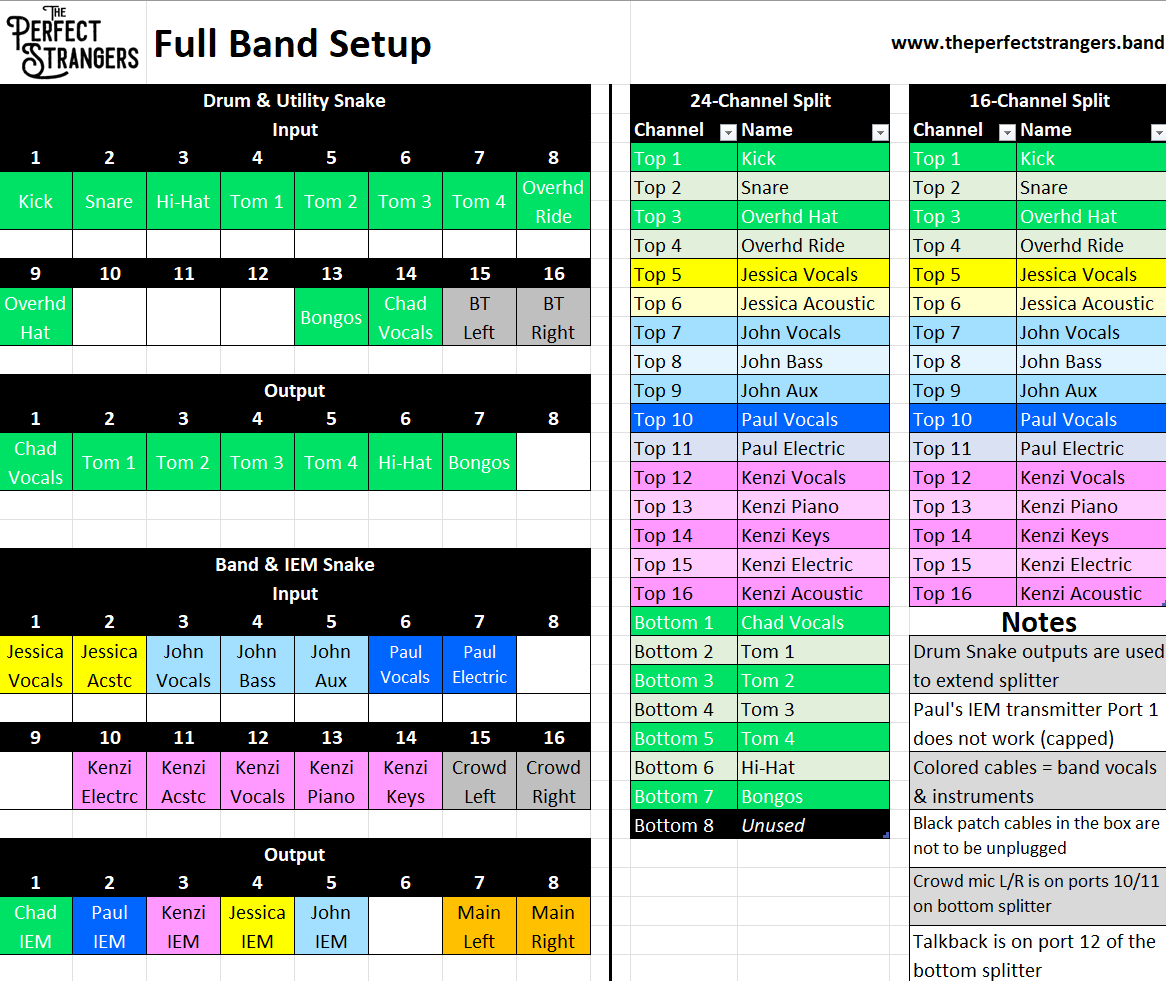 THE
PERFECT
STRANGERS
Full Band Setup
www.theperfectstrangers.band
Drum & Utility Snake
Input
1 2 3 4 5 6 7 8
Kick Snare Hi-Hat Tom 1 Tom 2 Tom 3 Tom 4 Overhd Ride
9 10 11 12 13 14 15 16
Overhd Hat Bongos Chad Vocals BT Left BT Right
Output
1 2 3 4 5 6 7 8
Chad Vocals Tom 1 Tom 2 Tom 3 Tom 4 Hi-Hat Bongos
Band & IEM Snake
Input
1 2 3 4 5 6 7 8
Jessica Vocals Jessica Acstc John Vocals John Bass John Aux Paul Vocals Paul Electric
9 10 11 12 13 14 15 16
Kenzi Electrc Kenzi Acstc Kenzi Vocals Kenzi Piano Kenzi Keys Crowd Left Crowd Right
Output
1 2 3 4 5 6 7 8
Chad IEM Paul IEM Kenzi IEM Jessica IEM John IEM Main Left Main Right
24-Channel Split
Channel Name
Top 1 Kick
Top 2 Snare
Top 3 Overhd Hat
Top 4 Overhd Ride
Top 5 Jessica Vocals
Top 6 Jessica Acoustic
Top 7 John Vocals
Top 8 John Bass
Top 9 John Aux
Top 10 Paul Vocals
Top 11 Paul Electric
Top 12 Kenzi Vocals
Top 13 Kenzi Piano
Top 14 Kenzi Keys
Top 15 Kenzi Electric
Top 16 Kenzi Acoustic
Bottom 1 Chad Vocals
Bottom 2 Tom 1
Bottom 3 Tom 2
Bottom 4 Tom 3
Bottom 5 Tom 4
Bottom 6 Hi-Hat
Bottom 7 Bongos
Bottom 8 Unused
16-Channel Split
Channel Name
Top 1 Kick
Top 2 Snare
Top 3 Overhd Hat
Top 4 Overhd Ride
Top 5 Jessica Vocals
Top 6 Jessica Acoustic
Top 7 John Vocals
Top 8 John Bass
Top 9 John Aux
Top 10 Paul Vocals
Top 11 Paul Electric
Top 12 Kenzi Vocals
Top 13 Kenzi Piano
Top 14 Kenzi Keys
Top 15 Kenzi Electric
Top 16 Kenzi Acoustic
Notes
Drum Snake outputs are used
to extend splitter
Paul's IEM transmitter Port 1
does not work (capped)
Colored cables = band vocals
& instruments
Black patch cables in the box are
not to be unplugged
Crowd mic L/R is on ports 10/11
on bottom splitter
Talkback is on port 12 of the
bottom splitter